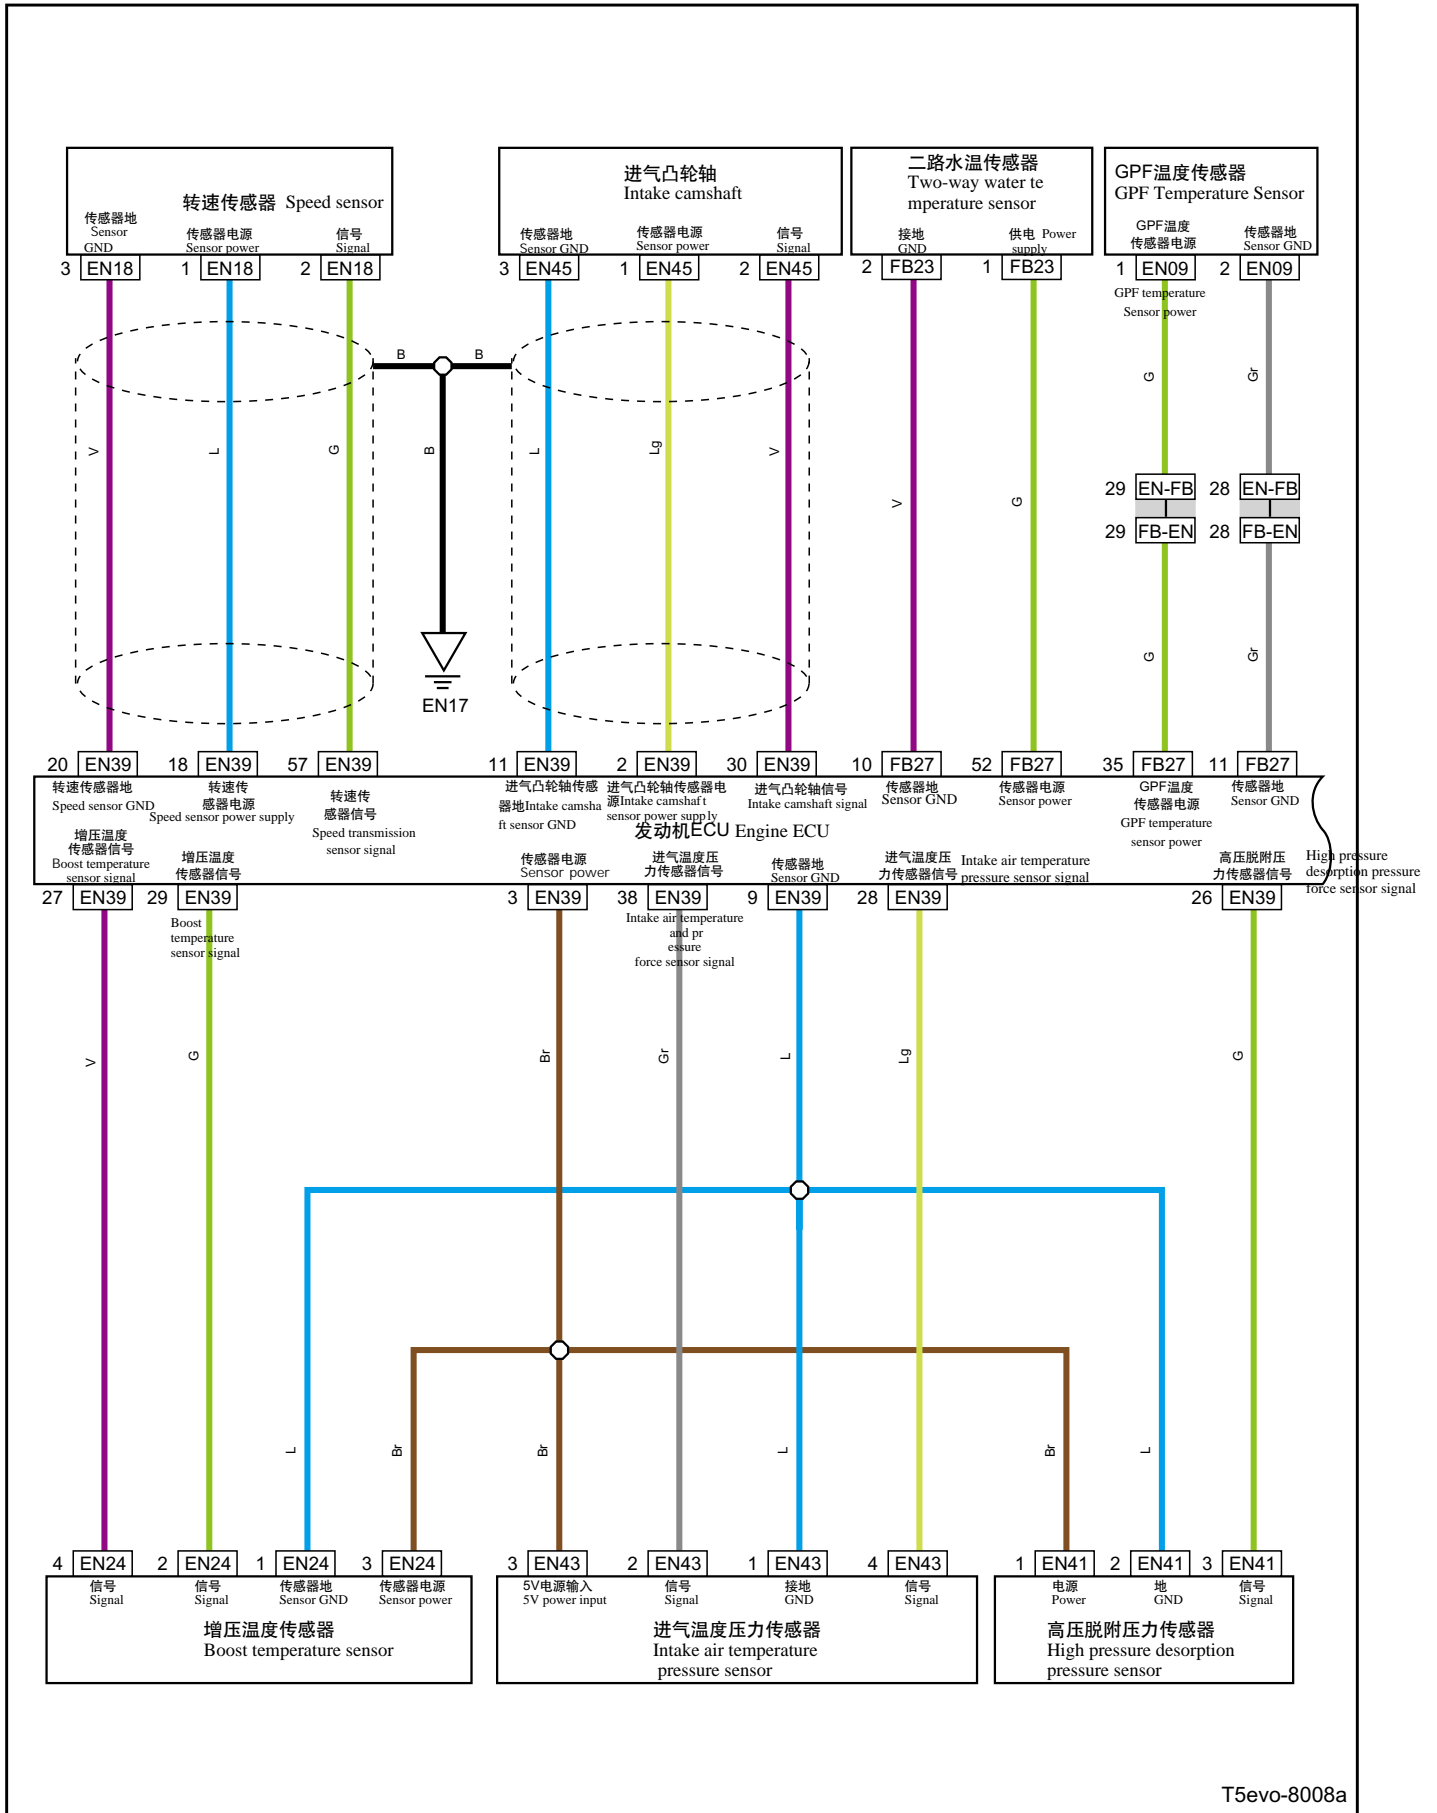 转速传感器 Speed sensor
传感器地
Sensor
GND
传感器电源
Sensor power
信号
Signal
3 EN18
1 EN18
2 EN18
进气凸轮轴
Intake camshaft
传感器地
Sensor GND
传感器电源
Sensor power
信号
Signal
3 EN45
1 EN45
2 EN45
二路水温传感器
Two-way water te
mperature sensor
接地
GND
供电 Power
supply
2 FB23
1 FB23
GPF温度传感器
GPF Temperature Sensor
GPF温度
传感器电源
传感器地
Sensor GND
1 EN09
2 EN09
GPF temperature
Sensor power
B
B
G
Gr
V
L
G
B
L
Lg
V
V
G
29 EN-FB
28 EN-FB
29 FB-EN
28 FB-EN
G
Gr
EN17
20 EN39
18 EN39
57 EN39
11 EN39
2 EN39
30 EN39
10 FB27
52 FB27
35 FB27
11 FB27
转速传感器地
Speed sensor GND
转速传
感器电源
Speed sensor power supply
转速传
感器信号
Speed transmission
sensor signal
进气凸轮轴传感
器地Intake camsha
ft sensor GND
进气凸轮轴传感器电
源Intake camshaft
sensor power supply
进气凸轮轴信号
Intake camshaft signal
传感器地
Sensor GND
传感器电源
Sensor power
GPF温度
传感器电源
GPF temperature
sensor power
传感器地
Sensor GND
发动机ECU Engine ECU
增压温度
传感器信号
Boost temperature
sensor signal
增压温度
传感器信号
传感器电源
Sensor power
进气温度压
力传感器信号
传感器地
Sensor GND
进气温度压
力传感器信号
Intake air temperature
pressure sensor signal
高压脱附压
力传感器信号
High pressure
desorption pressure
force sensor signal
27 EN39
29 EN39
3 EN39
38 EN39
9 EN39
28 EN39
26 EN39
Boost
temperature
sensor signal
Intake air temperature
and pr
essure
force sensor signal
V
G
Br
Gr
L
Lg
G
L
Br
Br
L
Br
L
4 EN24
2 EN24
1 EN24
3 EN24
3 EN43
2 EN43
1 EN43
4 EN43
1 EN41
2 EN41
3 EN41
信号
Signal
信号
Signal
传感器地
Sensor GND
传感器电源
Sensor power
增压温度传感器
Boost temperature sensor
5V电源输入
5V power input
信号
Signal
接地
GND
信号
Signal
进气温度压力传感器
Intake air temperature
pressure sensor
电源
Power
地
GND
信号
Signal
高压脱附压力传感器
High pressure desorption
pressure sensor
T5evo-8008a